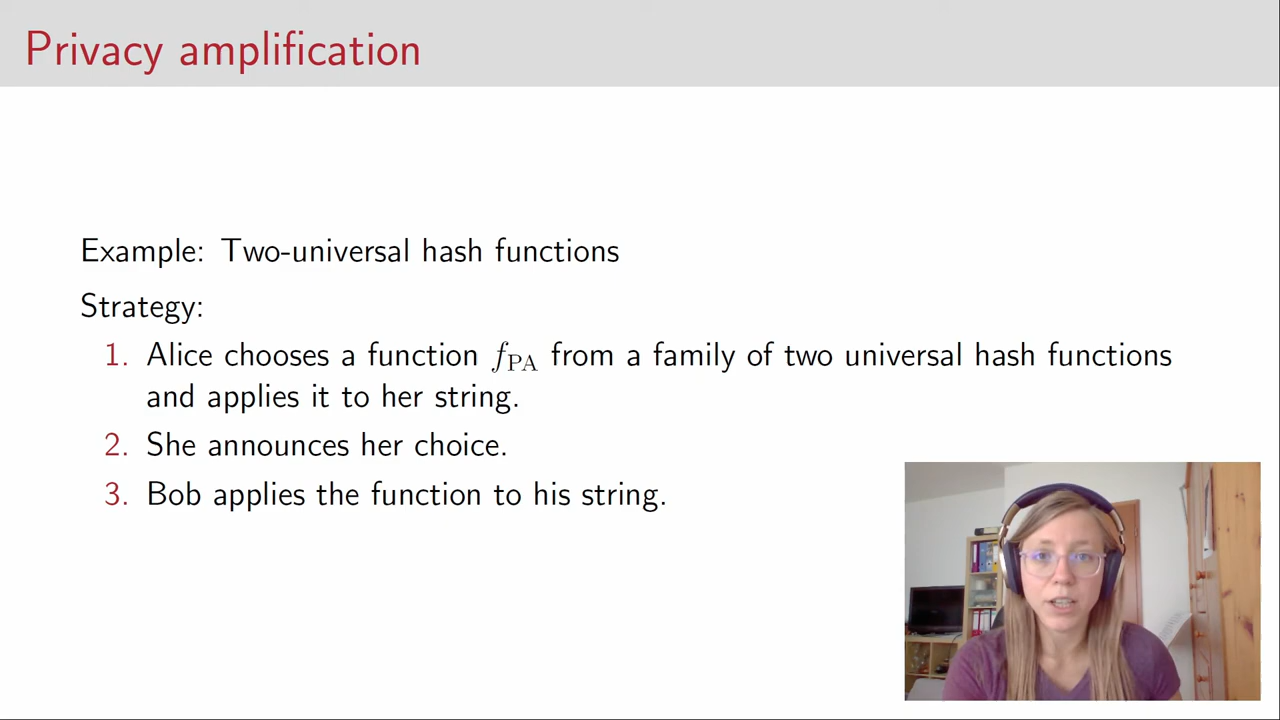 Privacy amplification
Example: Two-universal hash functions
Strategy:
1. Alice chooses a function f_PA from a family of two universal hash functions
and applies it to her string.
2. She announces her choice.
3. Bob applies the function to his string.